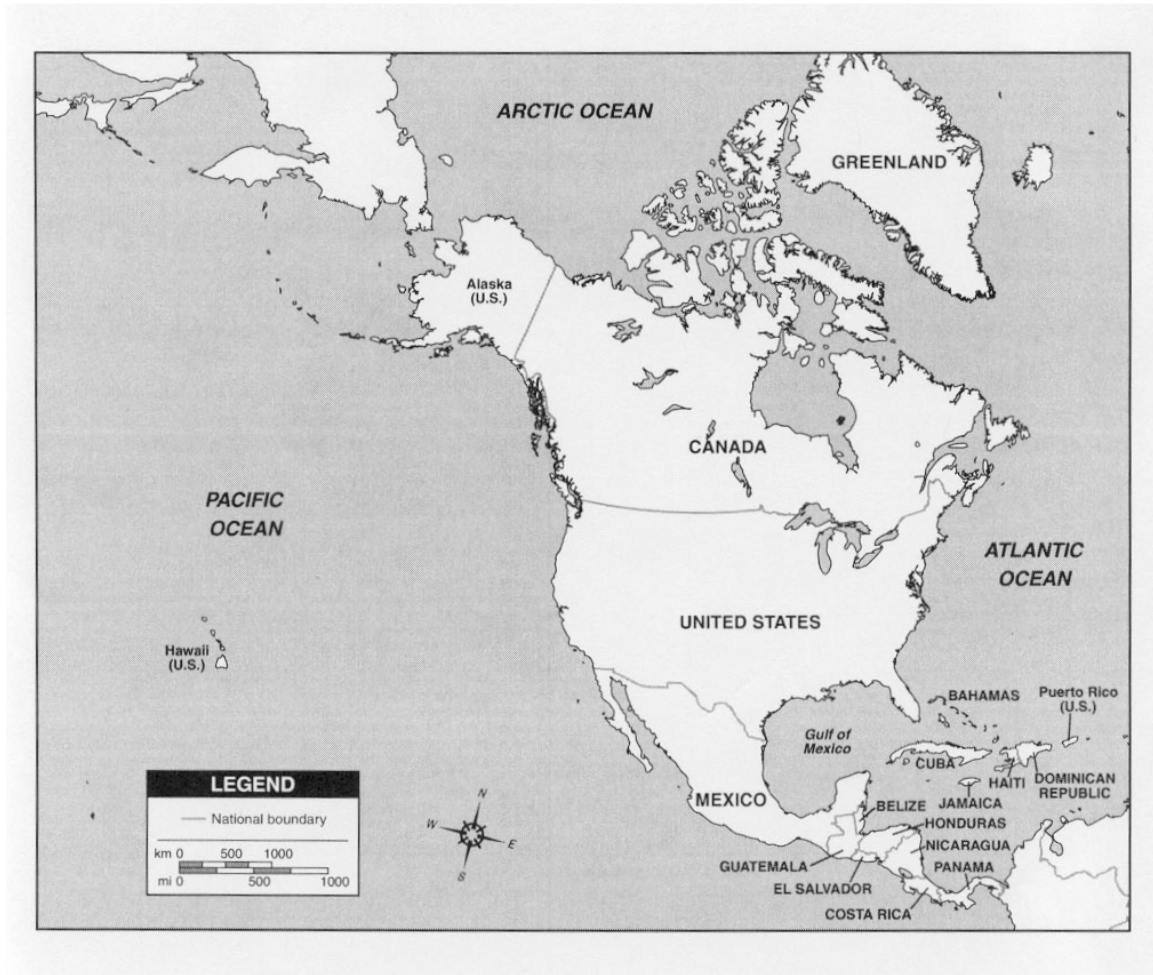 ARCTIC OCEAN
GREENLAND
Alaska
(U.S.)
CANADA
PACIFIC
OCEAN
ATLANTIC
OCEAN
UNITED STATES
Hawaii
(U.S.)
BAHAMAS
Puerto Rico
(U.S.)
Gulf of
Mexico
CUBA
HAITI
DOMINICAN
REPUBLIC
MEXICO
BELIZE
JAMAICA
HONDURAS
NICARAGUA
GUATEMALA
PANAMA
EL SALVADOR
COSTA RICA
LEGEND
National boundary
km 0 500 1000
mi 0 500 1000
N
W
E
S